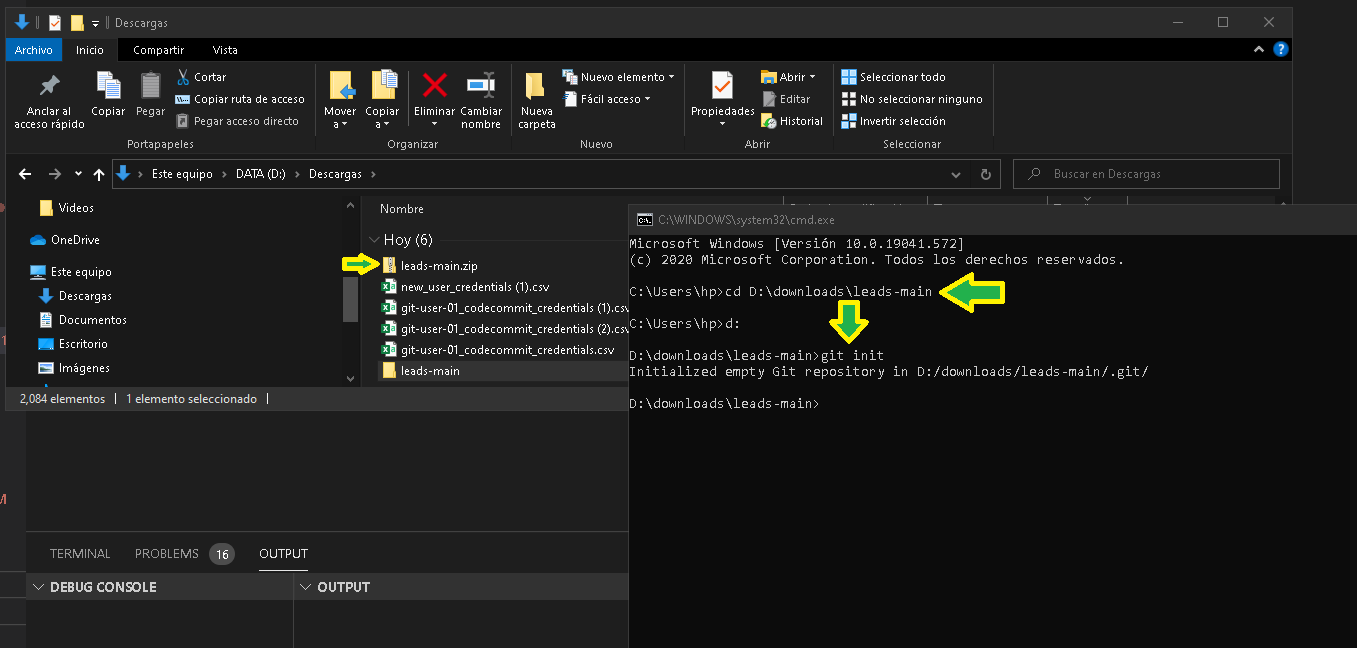 Descargas
Archivo Inicio Compartir Vista
Anclar al acceso rápido
Copiar
Pegar
Cortar
Copiar ruta de acceso
Pegar acceso directo
Portapapeles
Mover a
Copiar a
Eliminar
Cambiar nombre
Organizar
Nueva carpeta
Nuevo elemento
Fácil acceso
Nuevo
Propiedades
Abrir
Editar
Historial
Abrir
Seleccionar todo
No seleccionar ninguno
Invertir selección
Seleccionar
Este equipo > DATA (D:) > Descargas >
Buscar en Descargas
Videos
OneDrive
Este equipo
Descargas
Documentos
Escritorio
Imágenes
Nombre
Hoy (6)
leads-main.zip
new_user_credentials (1).csv
git-user-01_codecommit_credentials (1).csv
git-user-01_codecommit_credentials (2).csv
git-user-01_codecommit_credentials.csv
leads-main
2,084 elementos | 1 elemento seleccionado |
C:\WINDOWS\system32\cmd.exe
Microsoft Windows [Versión 10.0.19041.572]
(c) 2020 Microsoft Corporation. Todos los derechos reservados.
C:\Users\hp>cd D:\downloads\leads-main
C:\Users\hp>d:
D:\downloads\leads-main>git init
Initialized empty Git repository in D:/downloads/leads-main/.git/
D:\downloads\leads-main>
TERMINAL PROBLEMS 16 OUTPUT
DEBUG CONSOLE
OUTPUT